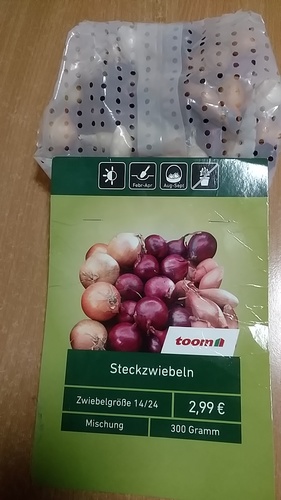 Febr-Apr Aug-Sept
toom
Steckzwiebeln
Zwiebelgröße 14/24 2,99 €
Mischung 300 Gramm